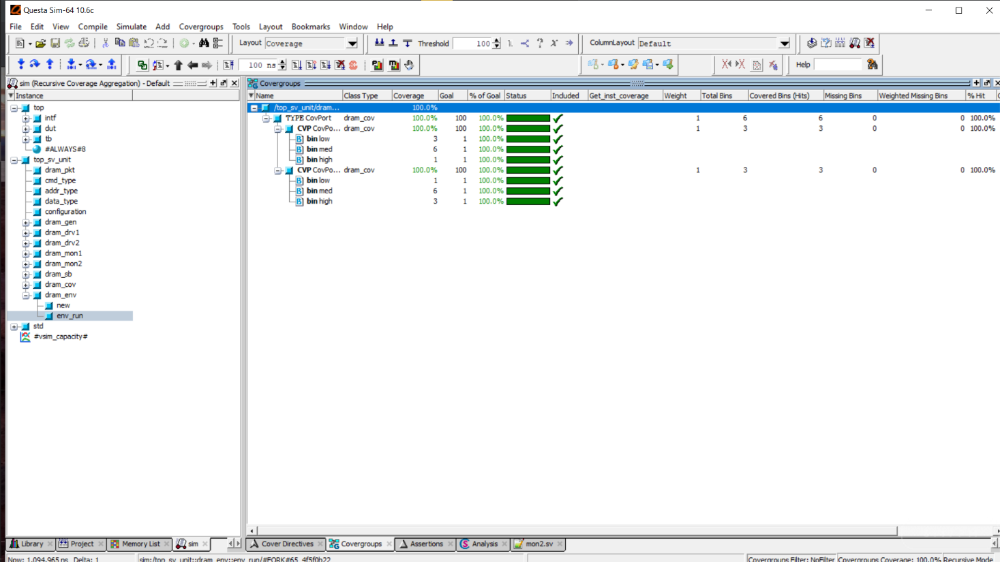 Questa Sim-64 10.6c
File Edit View Compile Simulate Add Covergroups Tools Layout Bookmarks Window Help
Layout Coverage Threshold 100 ColumnLayout Default
100 ns Help
sim (Recursive Coverage Aggregation) - Default
Instance
top
intf
dut
tb
#ALWAYS#8
top_sv_unit
dram_pkt
cmd_type
addr_type
data_type
configuration
dram_gen
dram_drv1
dram_drv2
dram_mon1
dram_mon2
dram_sb
dram_cov
dram_env
new
env_run
std
#vsim_capacity#
Covergroups
Name Class Type Coverage Goal % of Goal Status Included Get_inst_coverage Weight Total Bins Covered Bins (Hits) Missing Bins Weighted Missing Bins % Hit
/top_sv_unit/dram... 100.0%
TYPE CovPort dram_cov 100.0% 100 100.0% 1 6 6 0 0 100.0%
CVP CovPo... dram_cov 100.0% 100 100.0% 1 3 3 0 0 100.0%
bin low 3 1 100.0%
bin med 6 1 100.0%
bin high 1 1 100.0%
CVP CovPo... dram_cov 100.0% 100 100.0% 1 3 3 0 0 100.0%
bin low 1 1 100.0%
bin med 6 1 100.0%
bin high 3 1 100.0%
Library Project Memory List sim
Cover Directives Covergroups Assertions Analysis mon2.sv
Now: 1,094,965 ns Delta: 1 sim:/top_sv_unit::dram_env::env_run/#FORK#65_4f5f0b22 Covergroups Filter: NoFilter Covergroups Coverage: 100.0% Recursive Mode